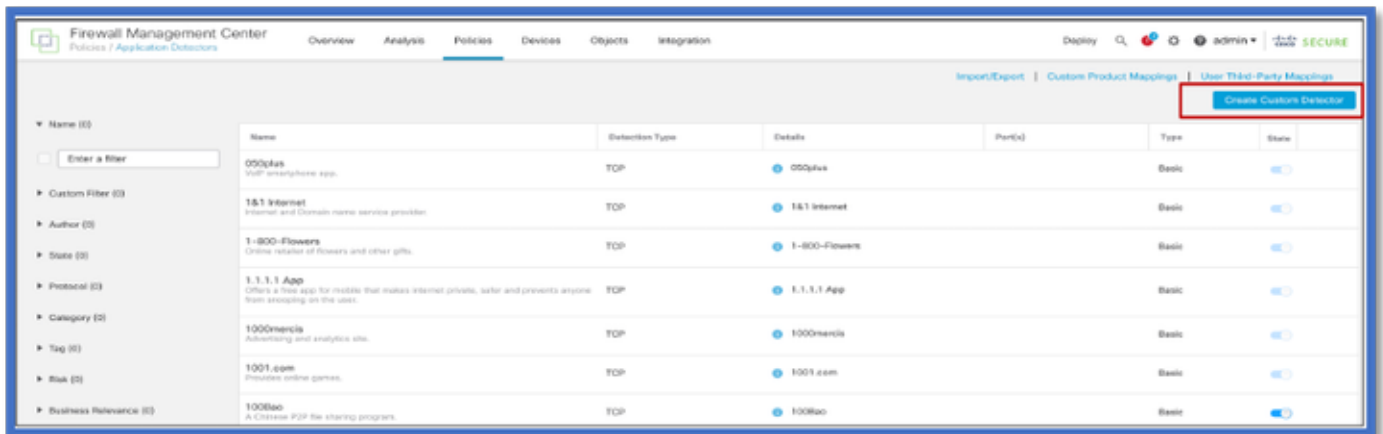 Firewall Management Center
Policies / Application Detectors
Overview Analysis Policies Devices Objects Integration Deploy admin SECURE
Import/Export | Custom Product Mappings | User Third-Party Mappings
Create Custom Detector
Name (0)
Enter a filter
Custom Filter (0)
Author (0)
State (0)
Protocol (0)
Category (0)
Tag (0)
Risk (0)
Business Relevance (0)
Name Detection Type Details Port(s) Type State
050plus TCP 050plus Basic
VoIP smartphone app.
1&1 Internet TCP 1&1 Internet Basic
Internet and Domain name service provider.
1-800-Flowers TCP 1-800-Flowers Basic
Online retailer of flowers and other gifts.
1.1.1.1 App TCP 1.1.1.1 App Basic
Offers a free app for mobile that makes internet private, safer and prevents anyone
from snooping on the user.
1000mercis TCP 1000mercis Basic
Advertising and analytics site.
1001.com TCP 1001.com Basic
Provides online games.
100Bao TCP 100Bao Basic
A Chinese P2P file sharing program.